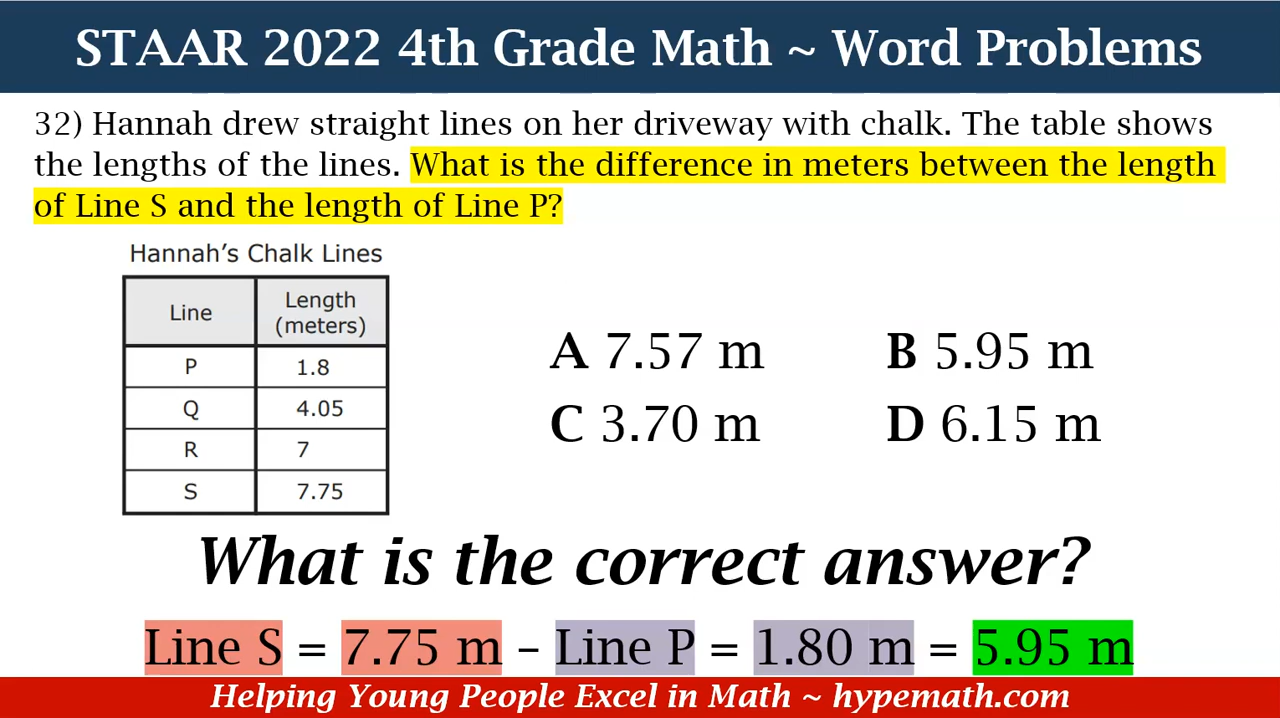 STAAR 2022 4th Grade Math ~ Word Problems
32) Hannah drew straight lines on her driveway with chalk. The table shows
the lengths of the lines. What is the difference in meters between the length
of Line S and the length of Line P?
Hannah's Chalk Lines
Line Length (meters)
P 1.8
Q 4.05
R 7
S 7.75
A 7.57 m B 5.95 m
C 3.70 m D 6.15 m
What is the correct answer?
Line S = 7.75 m – Line P = 1.80 m = 5.95 m
Helping Young People Excel in Math ~ hypemath.com